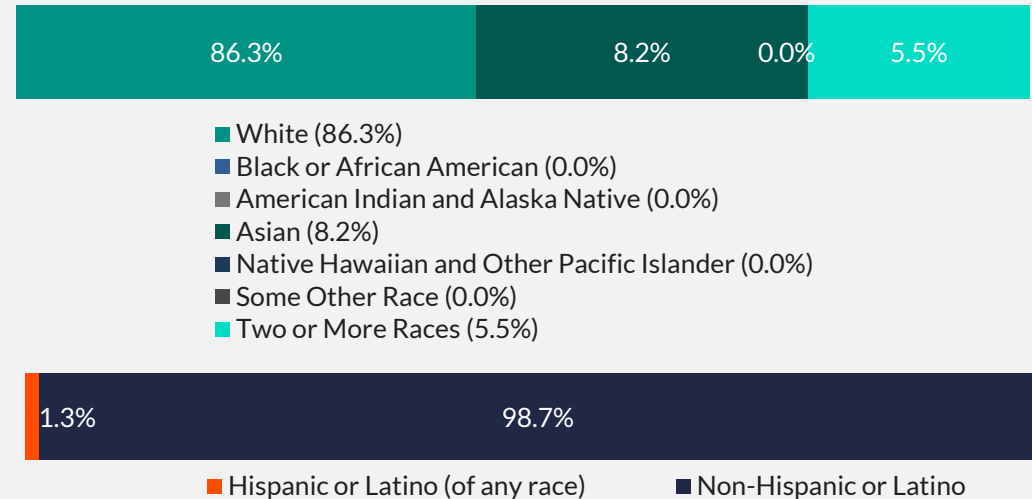 86.3% 8.2% 0.0% 5.5%
White (86.3%)
Black or African American (0.0%)
American Indian and Alaska Native (0.0%)
Asian (8.2%)
Native Hawaiian and Other Pacific Islander (0.0%)
Some Other Race (0.0%)
Two or More Races (5.5%)
1.3% 98.7%
Hispanic or Latino (of any race) Non-Hispanic or Latino